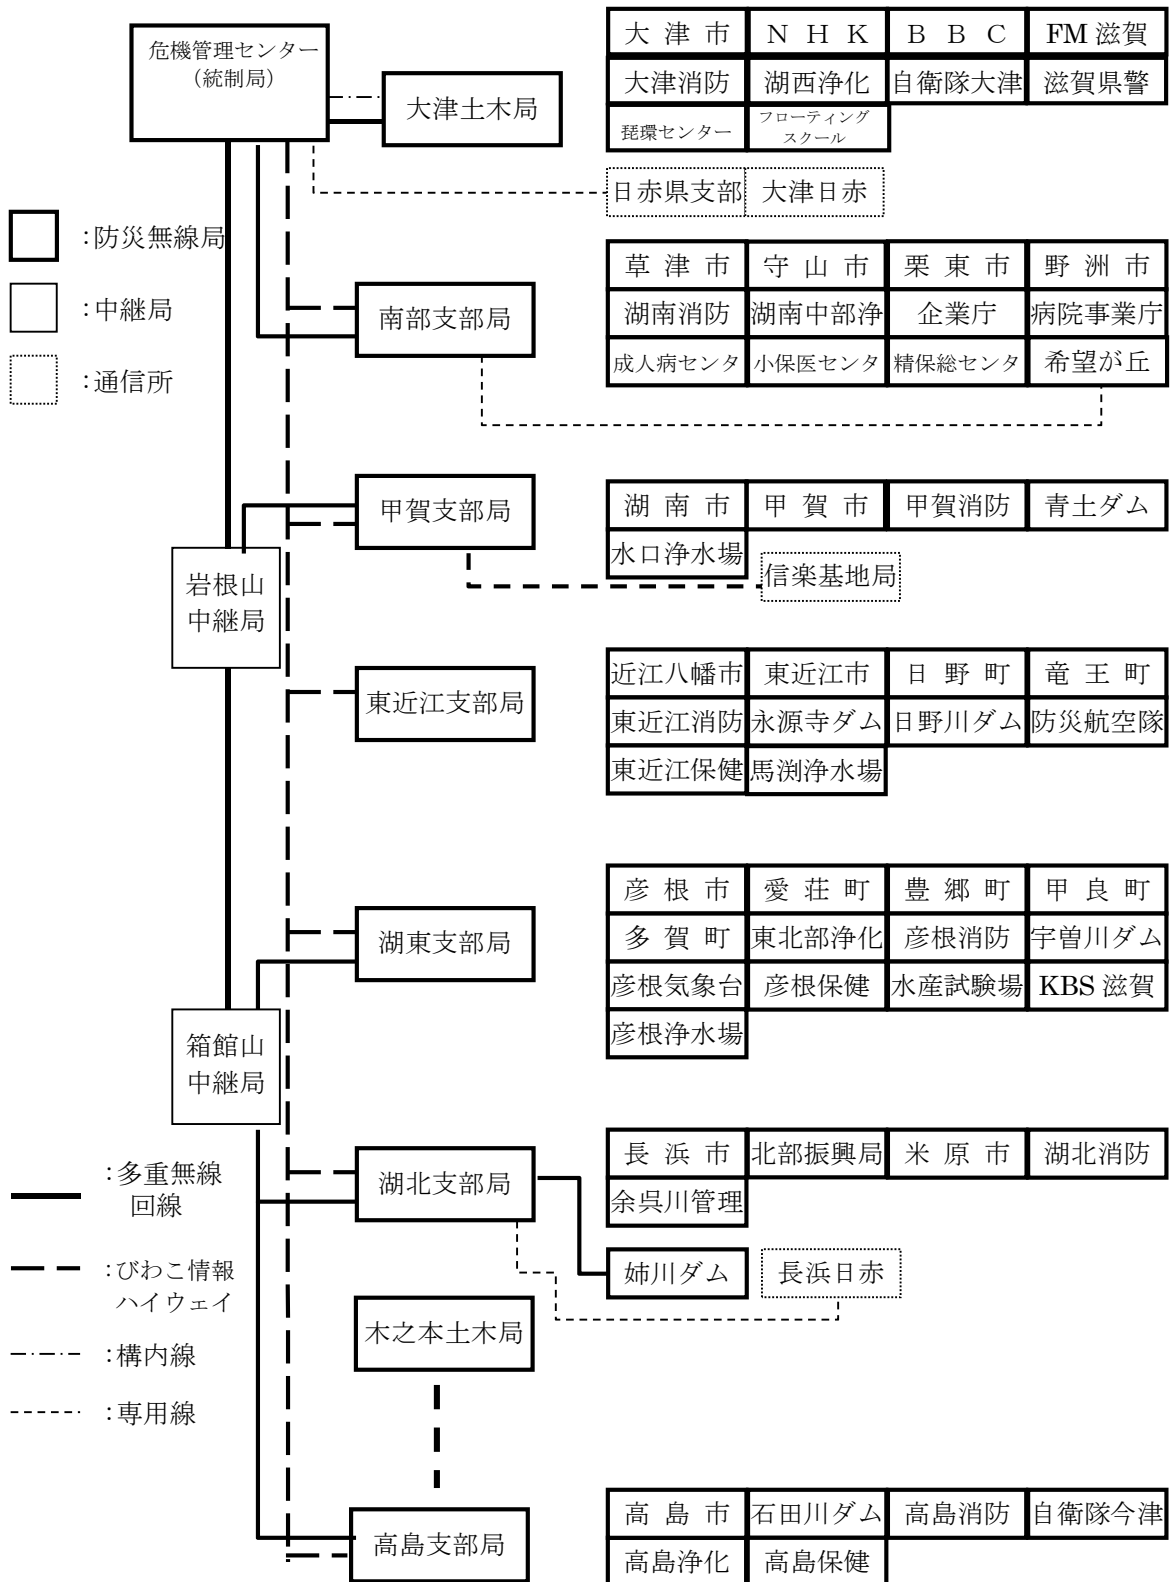 危機管理センター
（統制局）
大津土木局
大津市 ＮＨＫ ＢＢＣ FM滋賀
大津消防 湖西浄化 自衛隊大津 滋賀県警
琵環センター フローティング
スクール
日赤県支部 大津日赤
：防災無線局
：中継局
：通信所
南部支部局
草津市 守山市 栗東市 野洲市
湖南消防 湖南中部浄 企業庁 病院事業庁
成人病センタ 小保医センタ 精保総センタ 希望が丘
甲賀支部局
湖南市 甲賀市 甲賀消防 青土ダム
水口浄水場
信楽基地局
岩根山
中継局
東近江支部局
近江八幡市 東近江市 日野町 竜王町
東近江消防 永源寺ダム 日野川ダム 防災航空隊
東近江保健 馬渕浄水場
湖東支部局
彦根市 愛荘町 豊郷町 甲良町
多賀町 東北部浄化 彦根消防 宇曽川ダム
彦根気象台 彦根保健 水産試験場 KBS滋賀
彦根浄水場
箱館山
中継局
：多重無線
回線
：びわこ情報
ハイウェイ
：構内線
：専用線
湖北支部局
長浜市 北部振興局 米原市 湖北消防
余呉川管理
姉川ダム 長浜日赤
木之本土木局
高島支部局
高島市 石田川ダム 高島消防 自衛隊今津
高島浄化 高島保健